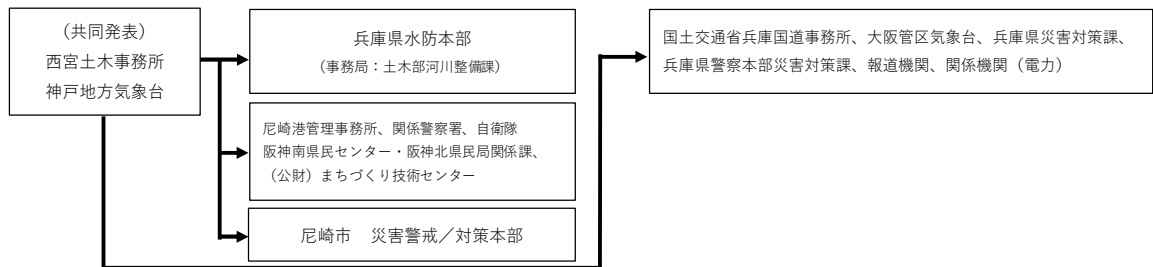 （共同発表）
西宮土木事務所
神戸地方気象台
兵庫県水防本部
（事務局：土木部河川整備課）
尼崎港管理事務所、関係警察署、自衛隊
阪神南県民センター・阪神北県民局関係課、
（公財）まちづくり技術センター
尼崎市　災害警戒／対策本部
国土交通省兵庫国道事務所、大阪管区気象台、兵庫県災害対策課、
兵庫県警察本部災害対策課、報道機関、関係機関（電力）